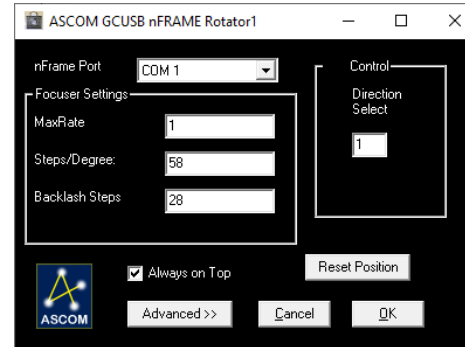 ASCOM GCUSB nFRAME Rotator1
nFrame Port
COM 1
Control
Focuser Settings
Direction
Select
MaxRate
1
1
Steps/Degree:
58
Backlash Steps
28
Always on Top
Reset Position
ASCOM
Advanced >>
Cancel
OK